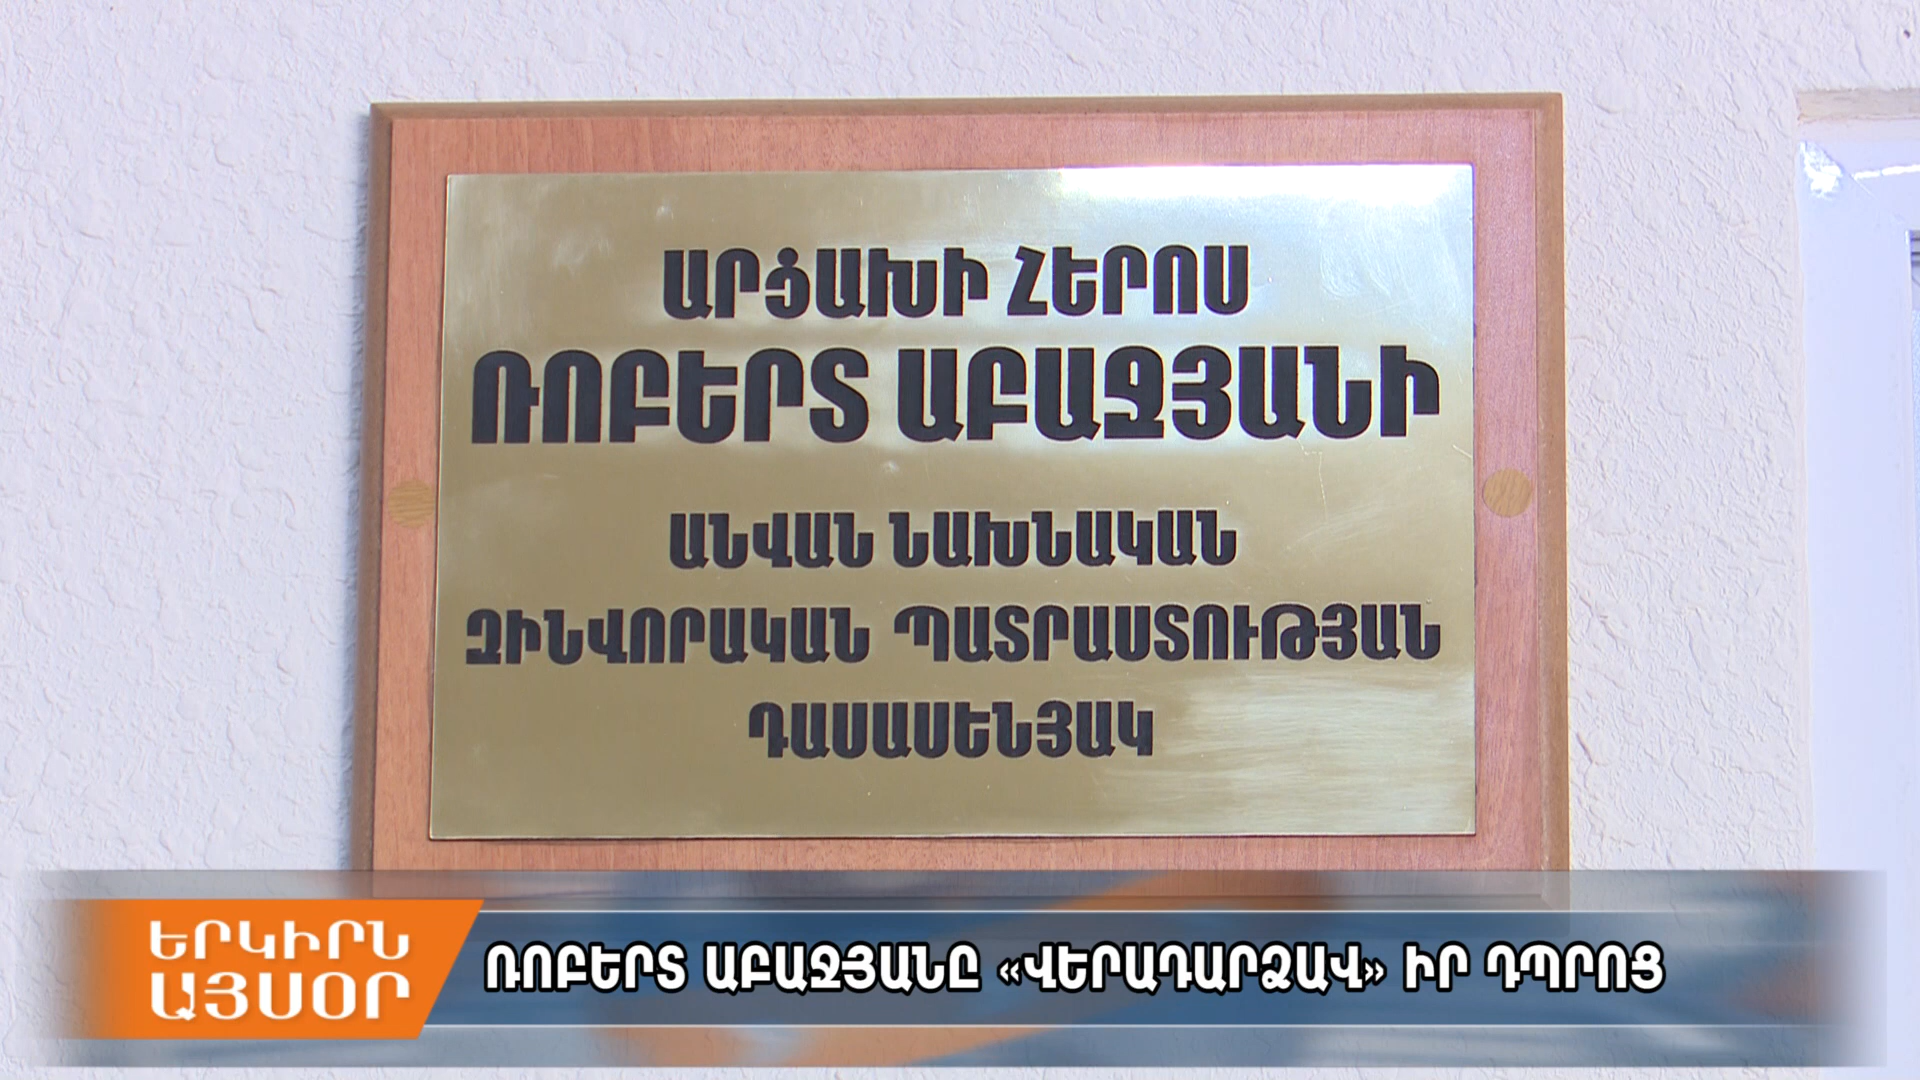 ԱՐՑԱԽԻ ՀԵՐՈՍ
ՌՈԲԵՐՏ ԱԲԱՋՅԱՆԻ
ԱՆՎԱՆ ՆԱԽՆԱԿԱՆ
ԶԻՆՎՈՐԱԿԱՆ ՊԱՏՐԱՍՏՈՒԹՅԱՆ
ԴԱՍԱՍԵՆՅԱԿ
ԵՐԿԻՐՆ
ԱՅՍՕՐ
ՌՈԲԵՐՏ ԱԲԱՋՅԱՆԸ «ՎԵՐԱԴԱՐՁԱՎ» ԻՐ ԴՊՐՈՑ